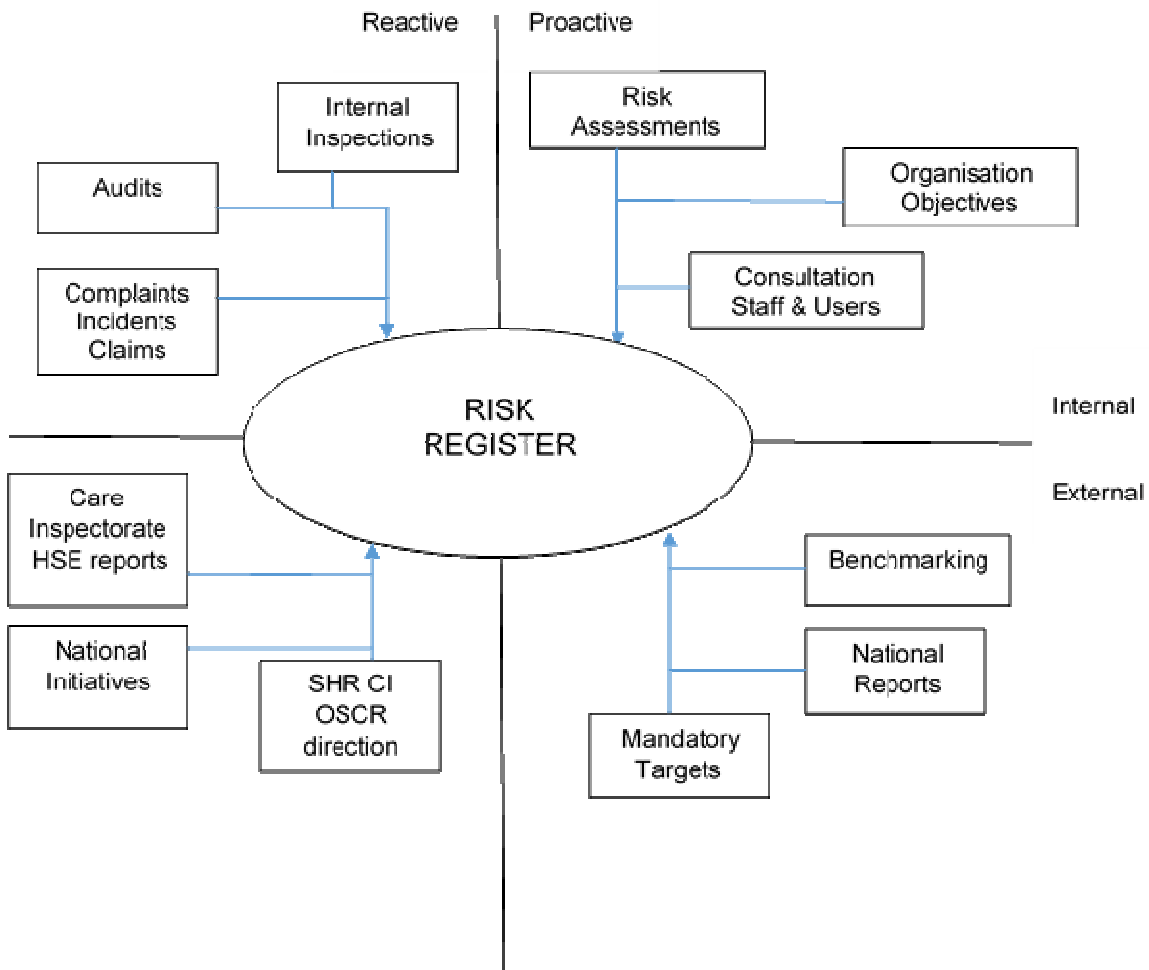 Reactive
Proactive
Internal
Inspections
Risk
Assessments
Audits
Organisation
Objectives
Complaints
Incidents
Claims
Consultation
Staff & Users
RISK
REGISTER
Internal
External
Care
Inspectorate
HSE reports
Benchmarking
National
Initiatives
SHR CI
OSCR
direction
National
Reports
Mandatory
Targets